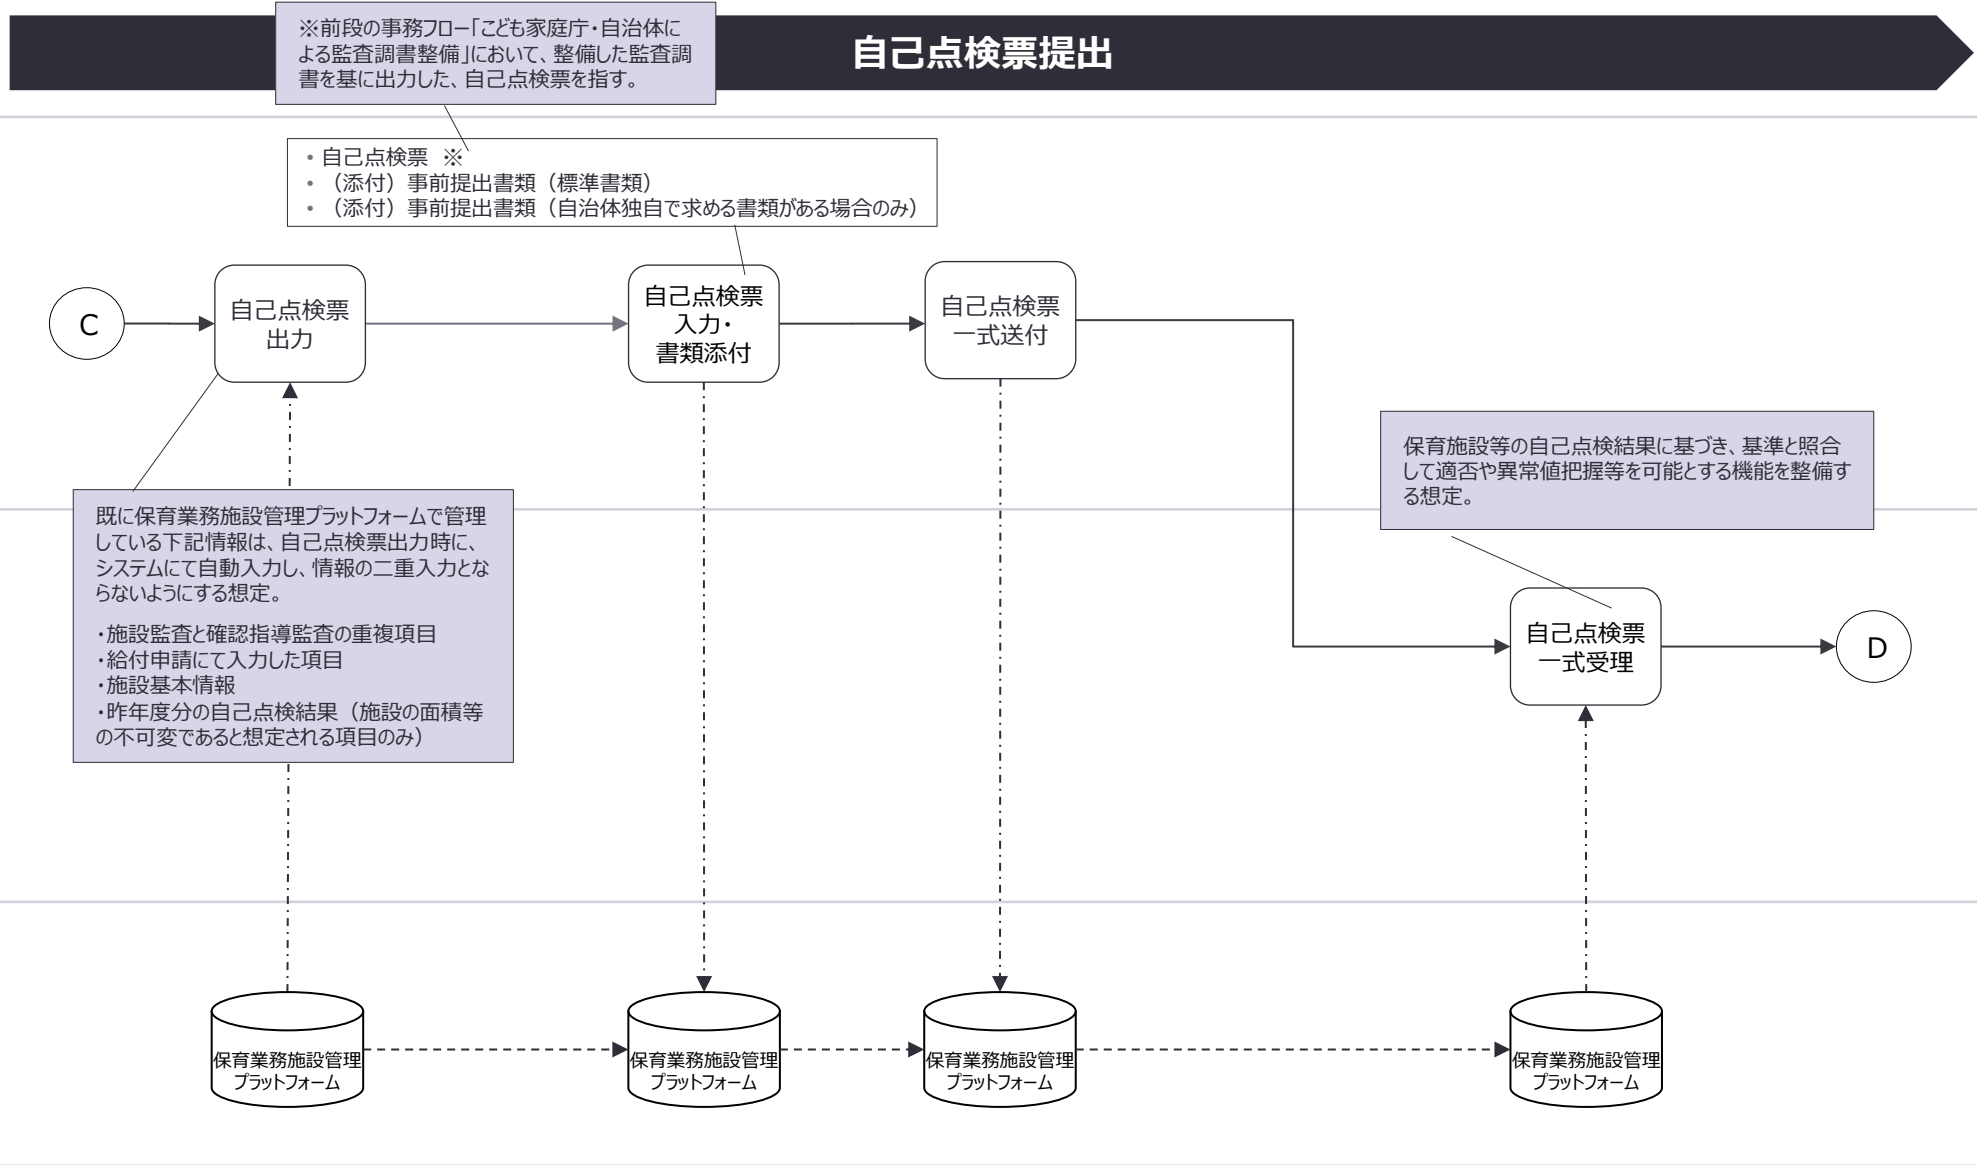 自己点検票提出
※前段の事務フロー「こども家庭庁・自治体に
よる監査調書整備」において、整備した監査調
書を基に出力した、自己点検票を指す。
• 自己点検票 ※
• （添付）事前提出書類（標準書類）
• （添付）事前提出書類（自治体独自で求める書類がある場合のみ）
C
自己点検票
出力
自己点検票
入力・
書類添付
自己点検票
一式送付
保育施設等の自己点検結果に基づき、基準と照合
して適否や異常値把握等を可能とする機能を整備す
る想定。
既に保育業務施設管理プラットフォームで管理
している下記情報は、自己点検票出力時に、
システムにて自動入力し、情報の二重入力とな
らないようにする想定。
・施設監査と確認指導監査の重複項目
・給付申請にて入力した項目
・施設基本情報
・昨年度分の自己点検結果（施設の面積等
の不可変であると想定される項目のみ）
自己点検票
一式受理
D
保育業務施設管理
プラットフォーム
保育業務施設管理
プラットフォーム
保育業務施設管理
プラットフォーム
保育業務施設管理
プラットフォーム